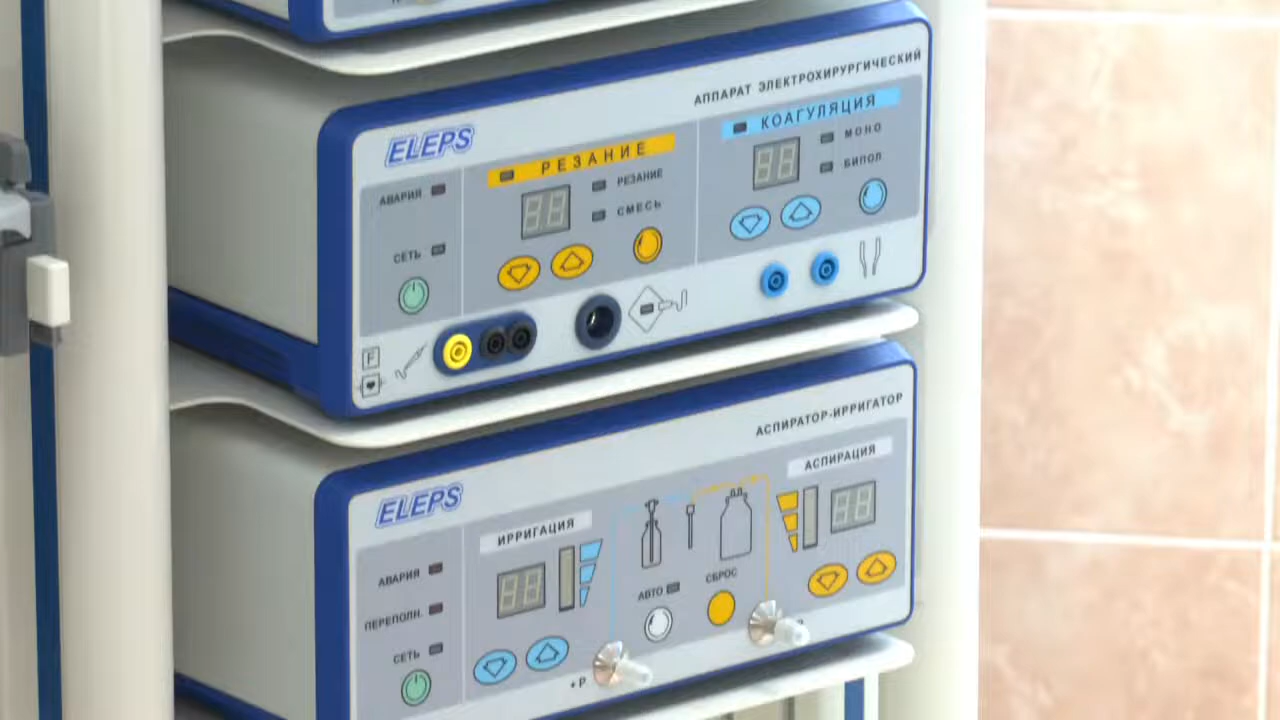 АППАРАТ ЭЛЕКТРОХИРУРГИЧЕСКИЙ
ELEPS
РЕЗАНИЕ
КОАГУЛЯЦИЯ
АВАРИЯ
РЕЗАНИЕ
МОНО
СМЕСЬ
БИПОЛ
СЕТЬ
F
АСПИРАТОР-ИРРИГАТОР
ELEPS
ИРРИГАЦИЯ
АСПИРАЦИЯ
АВАРИЯ
ПЕРЕПОЛН.
АВТО
СБРОС
СЕТЬ
+P